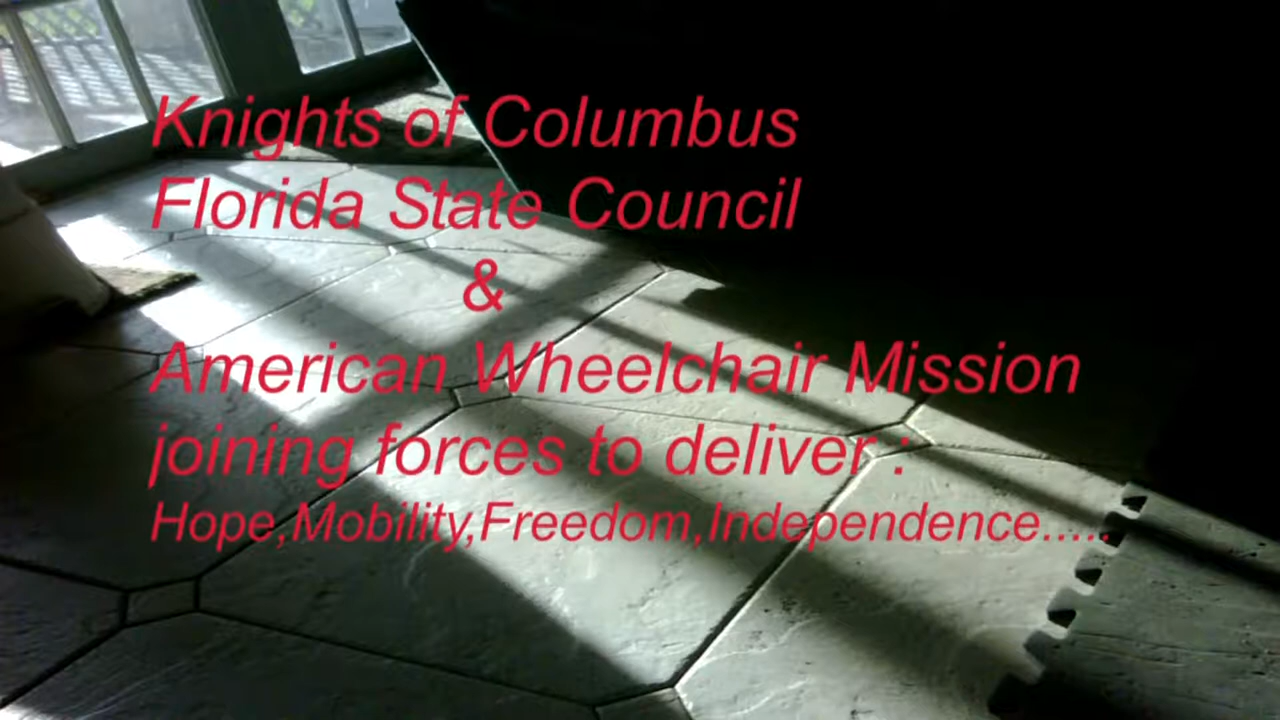 Knights of Columbus
Florida State Council
&
American Wheelchair Mission
joining forces to deliver :
Hope,Mobility,Freedom,Independence.....